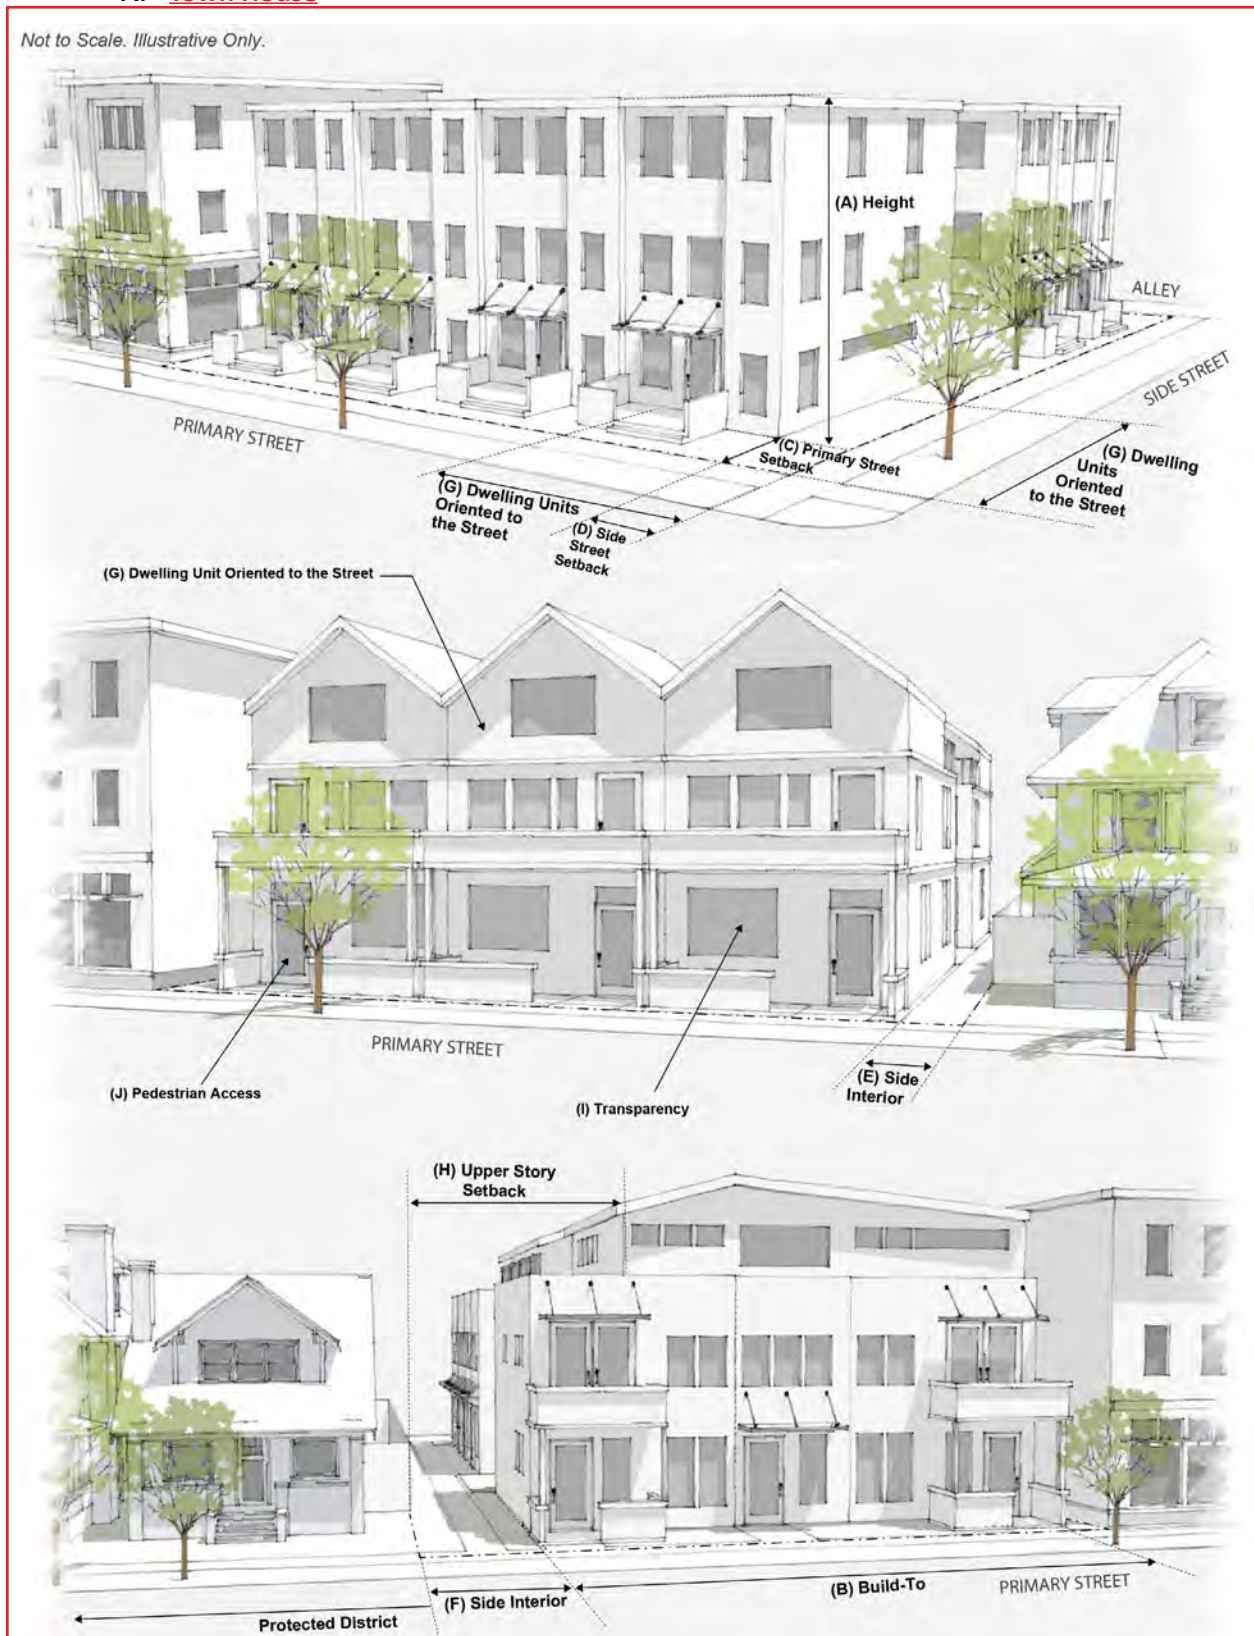 Town House
Not to Scale. Illustrative Only.
(A) Height
ALLEY
SIDE STREET
PRIMARY STREET
(C) Primary Street
Setback
(G) Dwelling
Units
Oriented
to the Street
(G) Dwelling Units
Oriented to
the Street
(D) Side
Street
Setback
(G) Dwelling Unit Oriented to the Street
PRIMARY STREET
(J) Pedestrian Access
(I) Transparency
(E) Side
Interior
(H) Upper Story
Setback
(F) Side Interior
(B) Build-To
PRIMARY STREET
Protected District